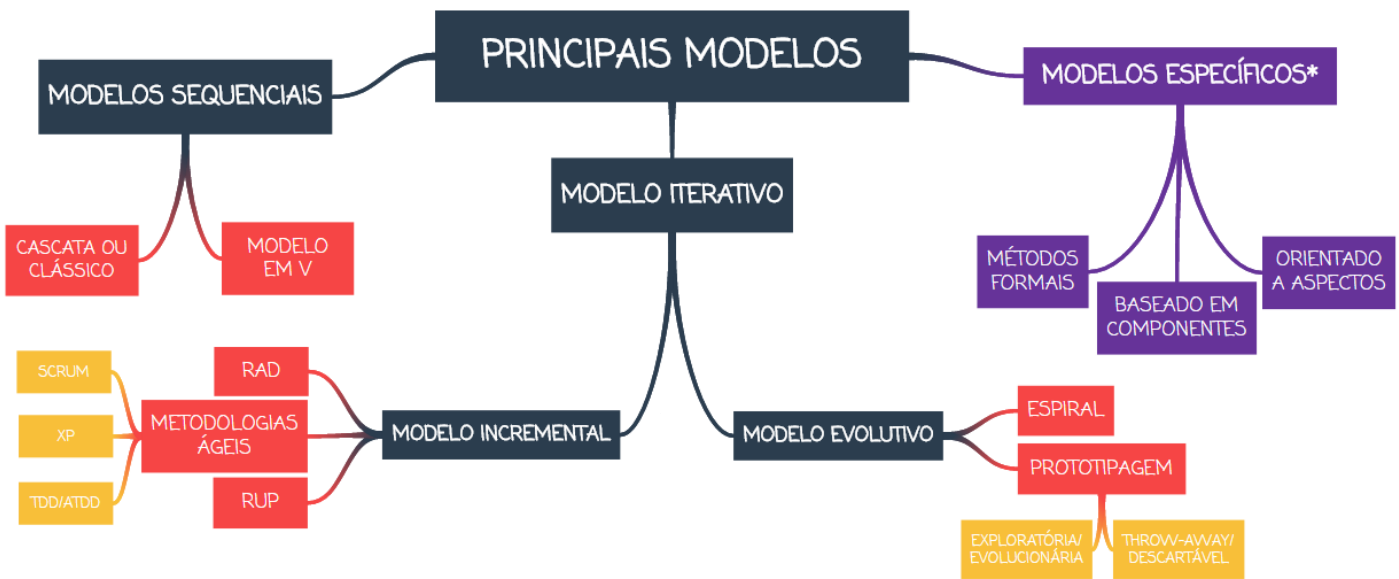 PRINCIPAIS MODELOS
MODELOS SEQUENCIAIS
MODELOS ESPECÍFICOS*
MODELO ITERATIVO
CASCATA OU
CLÁSSICO
MODELO
EM V
MÉTODOS
FORMAIS
BASEADO EM
COMPONENTES
ORIENTADO
A ASPECTOS
SCRUM
XP
TDD/ATDD
METODOLOGIAS
ÁGEIS
RAD
RUP
MODELO INCREMENTAL
MODELO EVOLUTIVO
ESPIRAL
PROTOTIPAGEM
EXPLORATÓRIA/
EVOLUCIONÁRIA
THROW-AWAY/
DESCARTÁVEL